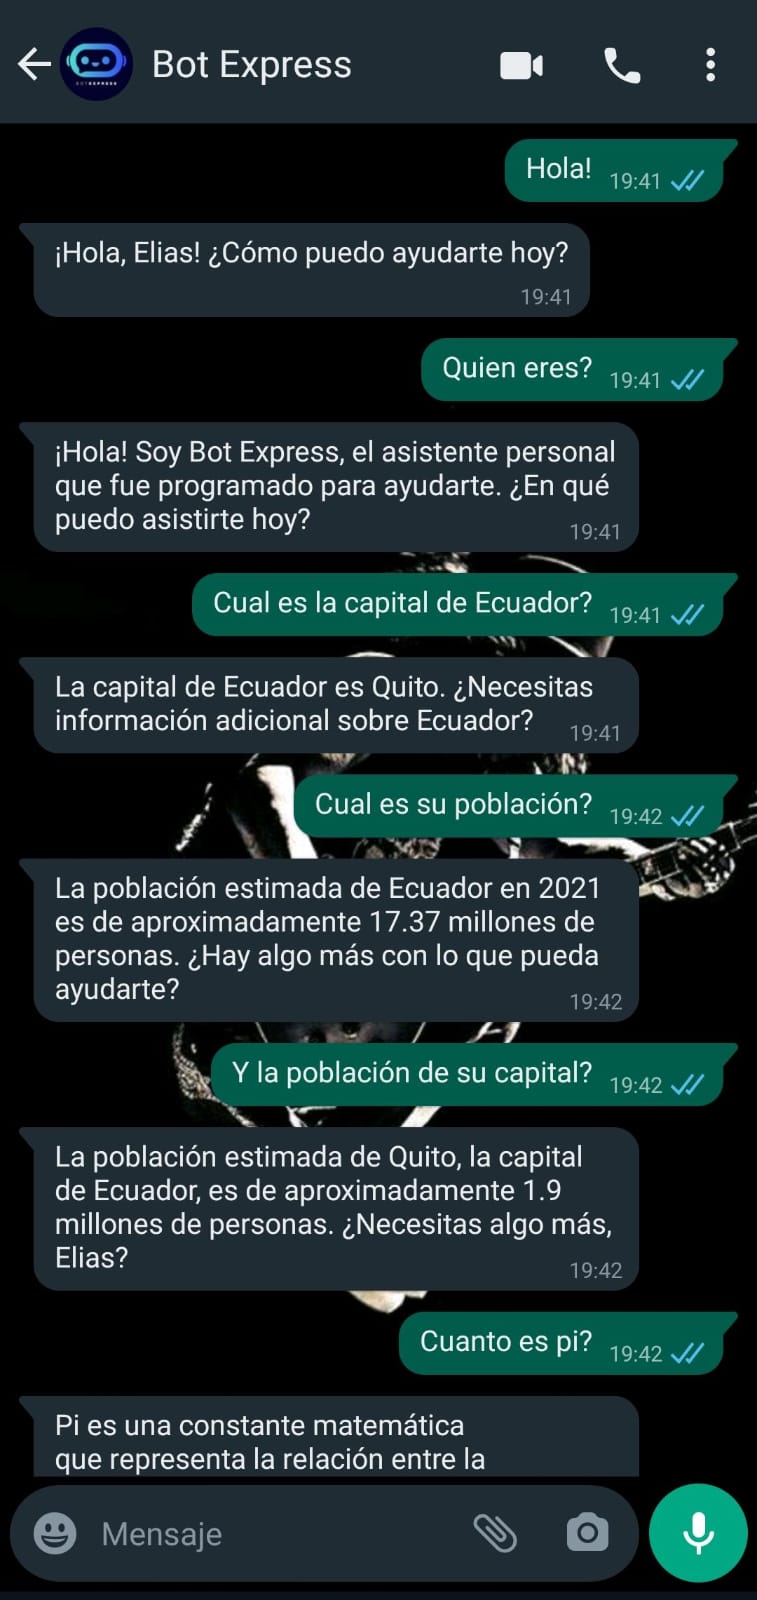 Bot Express
BOTEXPRESS
Hola! 19:41
¡Hola, Elias! ¿Cómo puedo ayudarte hoy?
19:41
Quien eres? 19:41
¡Hola! Soy Bot Express, el asistente personal
que fue programado para ayudarte. ¿En qué
puedo asistirte hoy? 19:41
Cual es la capital de Ecuador? 19:41
La capital de Ecuador es Quito. ¿Necesitas
información adicional sobre Ecuador? 19:41
Cual es su población? 19:42
La población estimada de Ecuador en 2021
es de aproximadamente 17.37 millones de
personas. ¿Hay algo más con lo que pueda
ayudarte? 19:42
Y la población de su capital? 19:42
La población estimada de Quito, la capital
de Ecuador, es de aproximadamente 1.9
millones de personas. ¿Necesitas algo más,
Elias? 19:42
Cuanto es pi? 19:42
Pi es una constante matemática
que representa la relación entre la
Mensaje